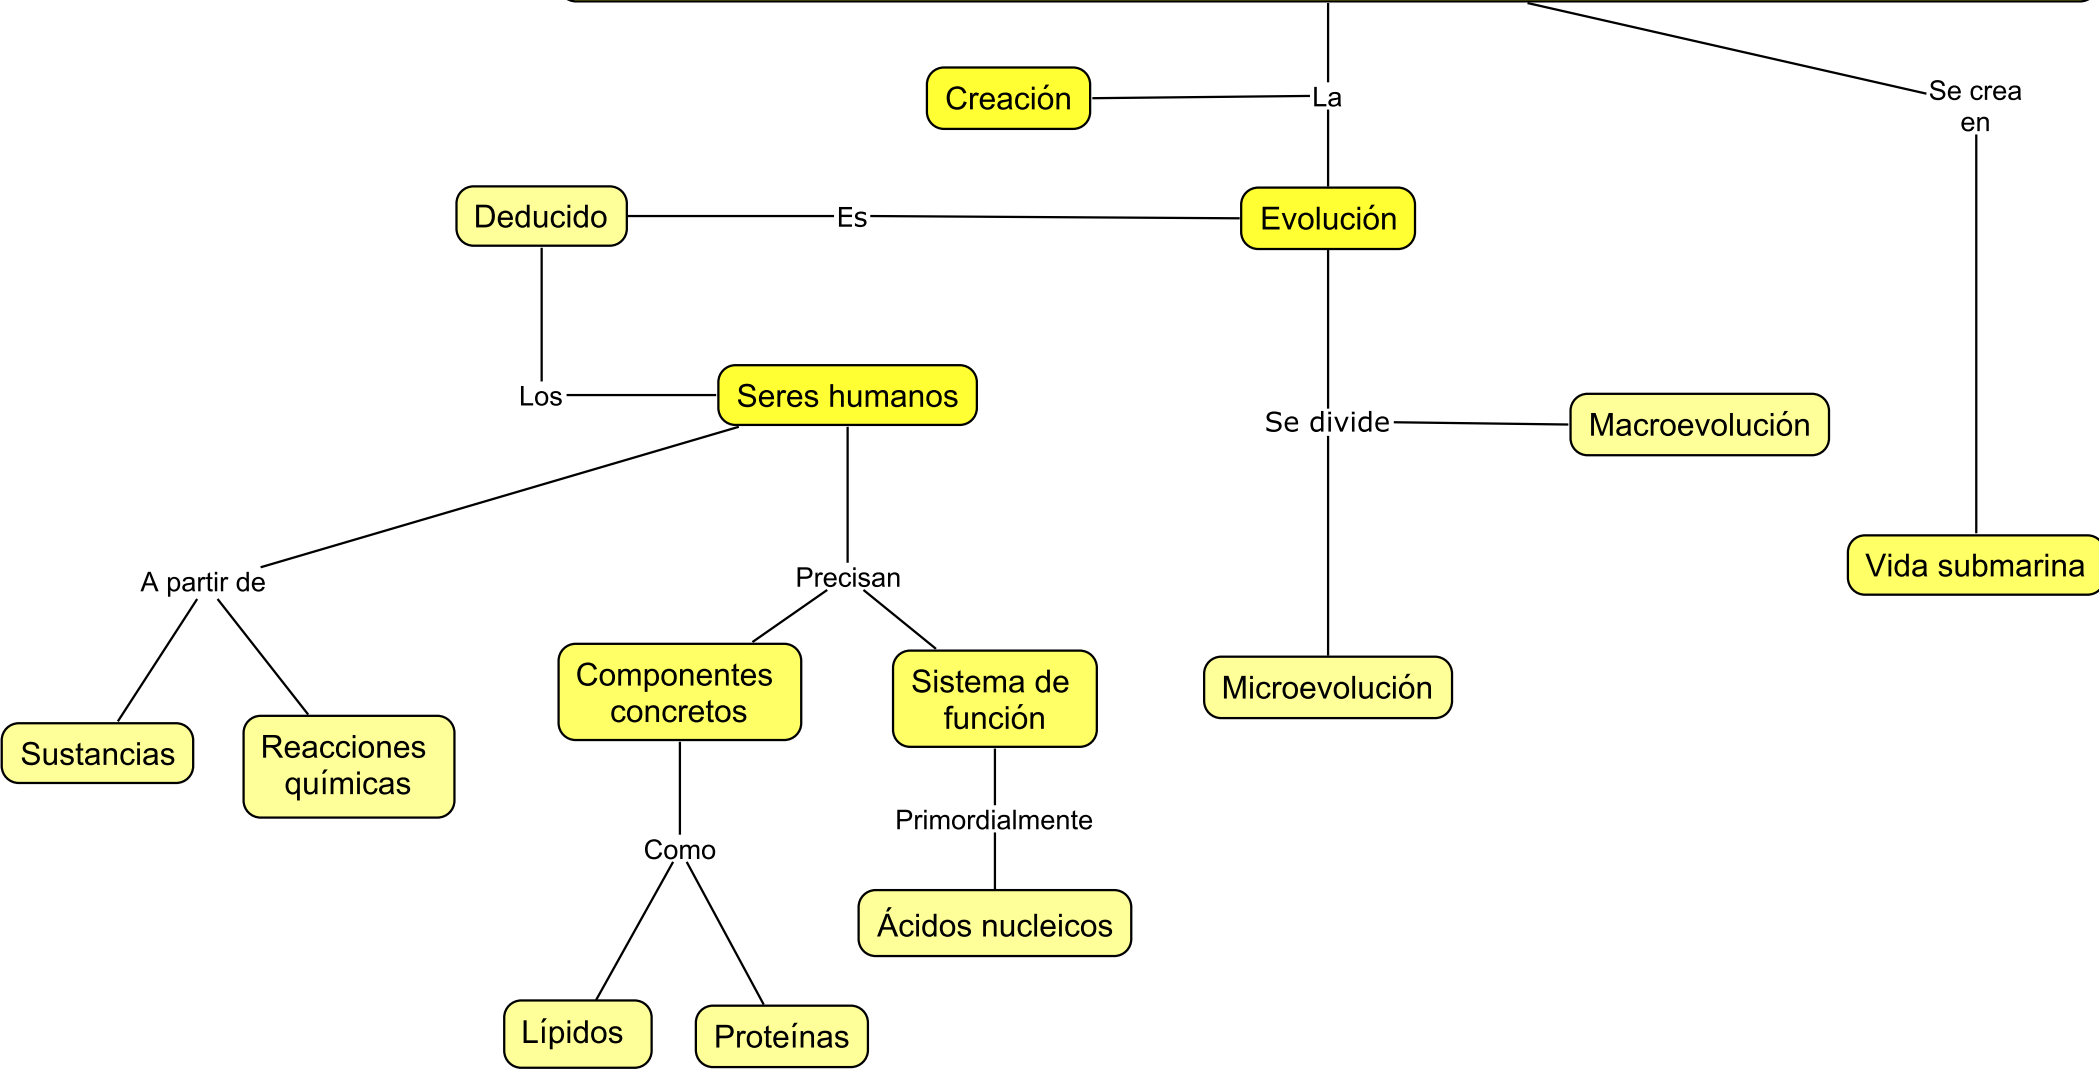 Se crea
en
Creación
La
Deducido
Es
Evolución
Los
Seres humanos
Se divide
Macroevolución
A partir de
Precisan
Vida submarina
Componentes
concretos
Sistema de
función
Microevolución
Sustancias
Reacciones
químicas
Primordialmente
Como
Ácidos nucleicos
Lípidos
Proteínas